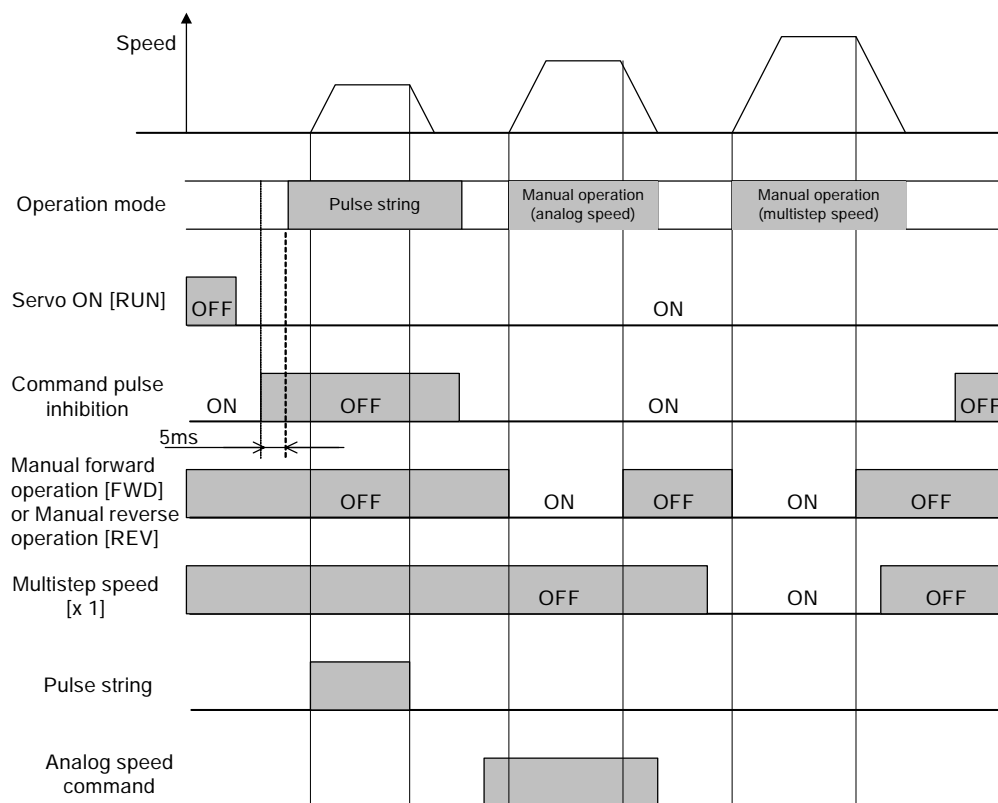 Speed
Operation mode
Pulse string
Manual operation
(analog speed)
Manual operation
(multistep speed)
Servo ON [RUN]
OFF
ON
Command pulse
inhibition
ON
OFF
ON
OFF
5ms
Manual forward
operation [FWD]
or Manual reverse
operation [REV]
OFF
ON
OFF
ON
OFF
Multistep speed
[x 1]
OFF
ON
OFF
Pulse string
Analog speed
command